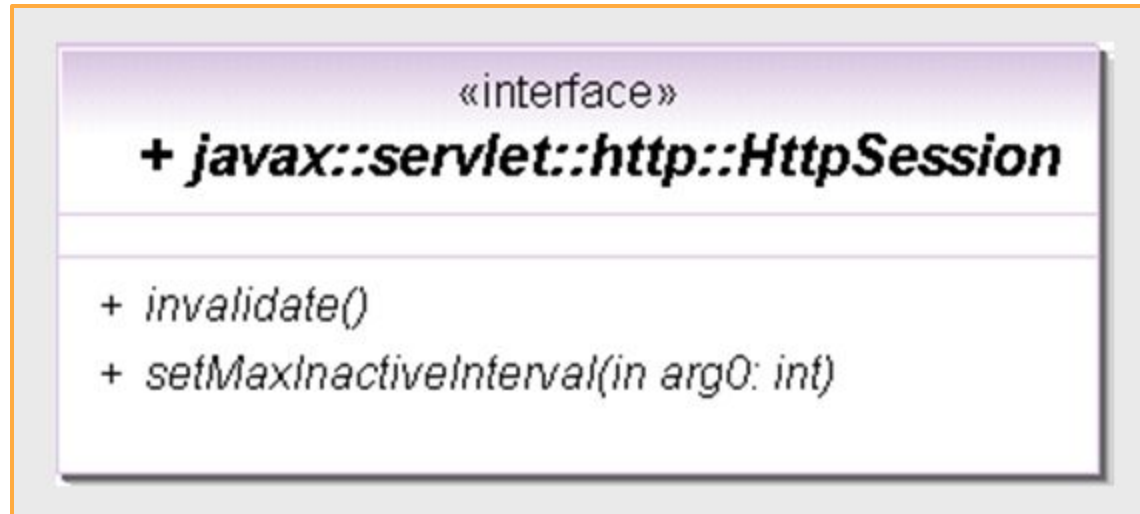 «interface»
+ javax::servlet::http::HttpSession
+ invalidate()
+ setMaxInactiveInterval(in arg0: int)